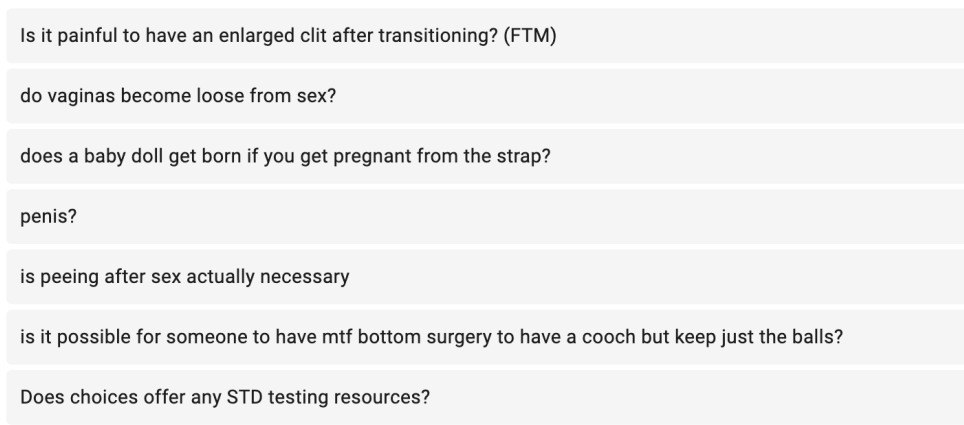 Is it painful to have an enlarged clit after transitioning? (FTM)
do vaginas become loose from sex?
does a baby doll get born if you get pregnant from the strap?
penis?
is peeing after sex actually necessary
is it possible for someone to have mtf bottom surgery to have a cooch but keep just the balls?
Does choices offer any STD testing resources?